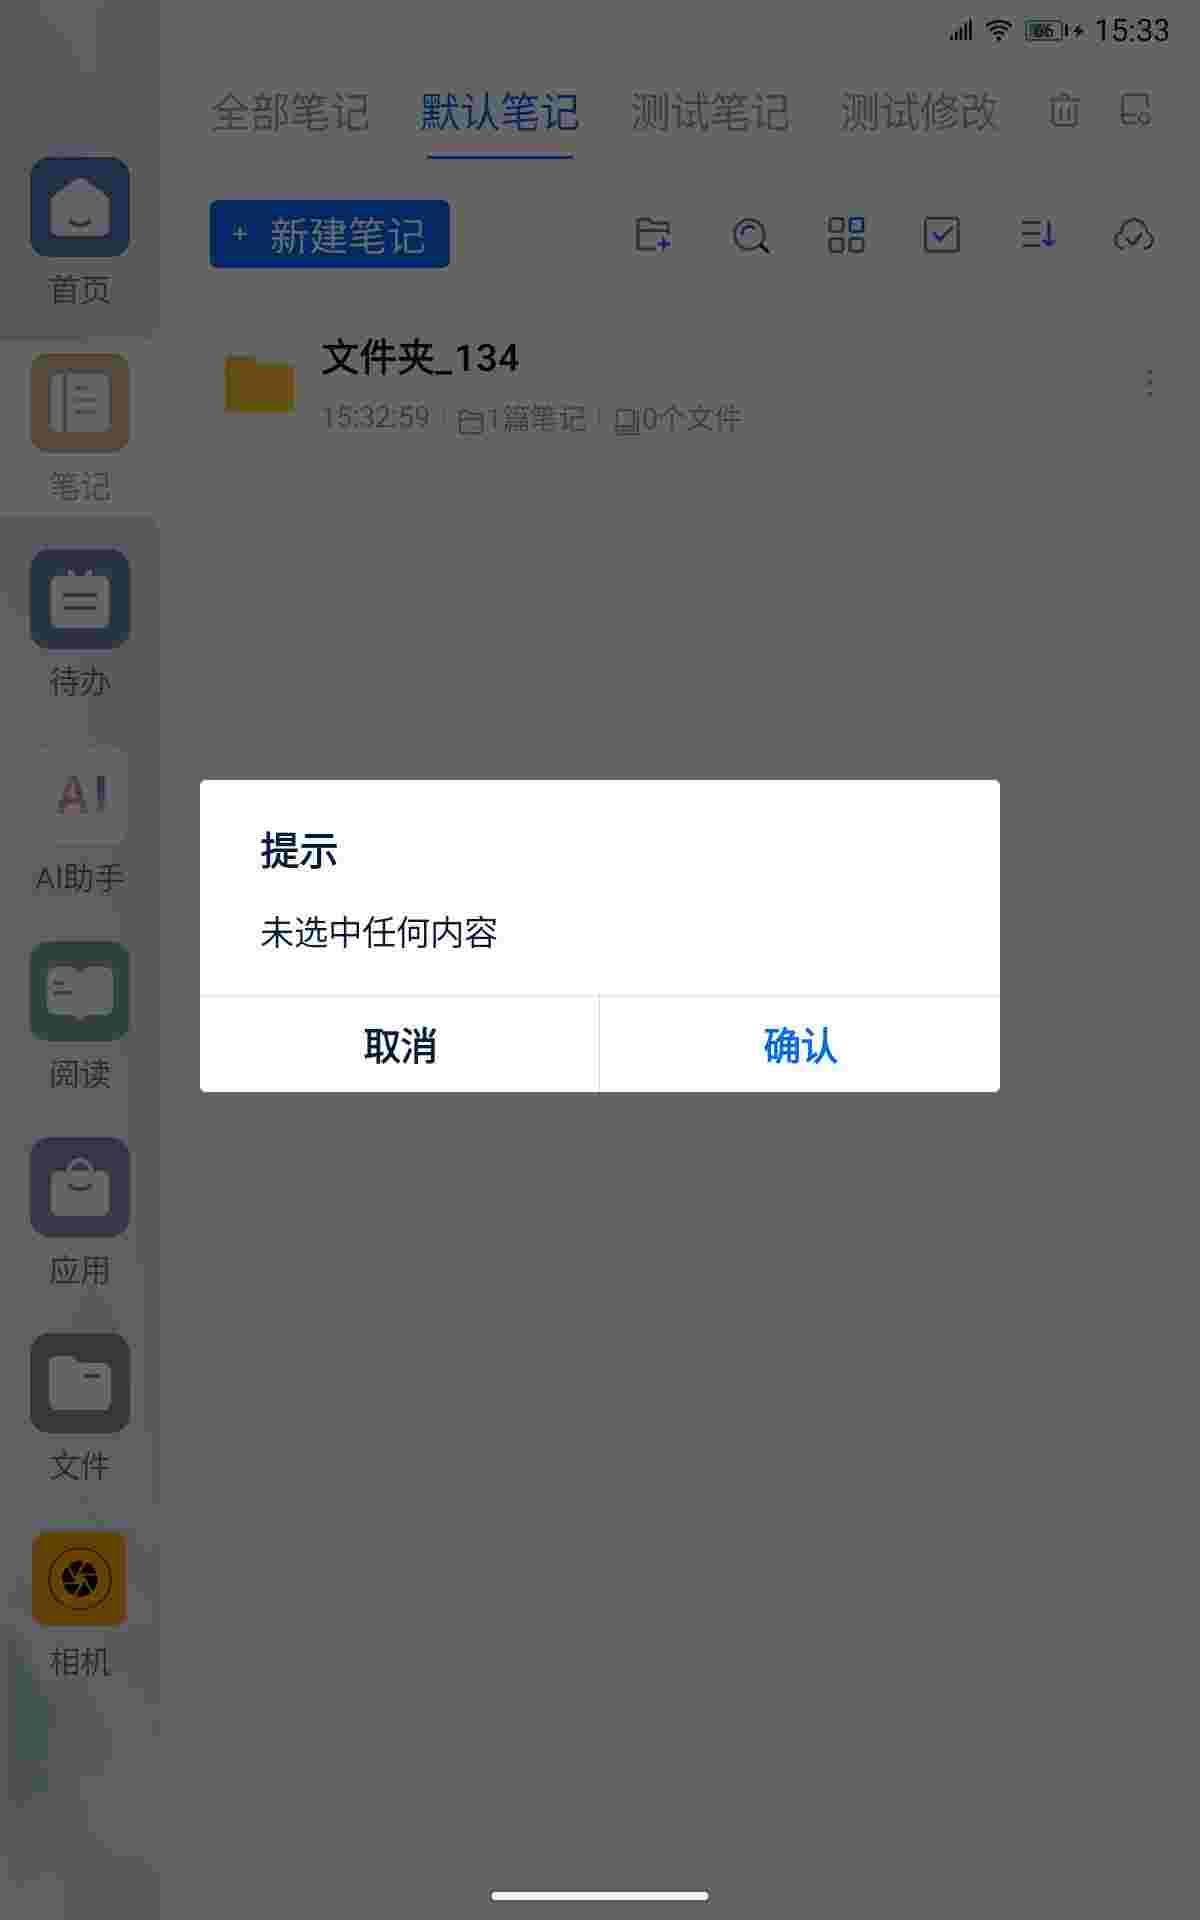 15:33
全部笔记 默认笔记 测试笔记 测试修改
+ 新建笔记
首页
文件夹_134
15:32:59 1篇笔记 0个文件
笔记
待办
AI
AI助手
提示
未选中任何内容
取消 确认
阅读
应用
文件
相机